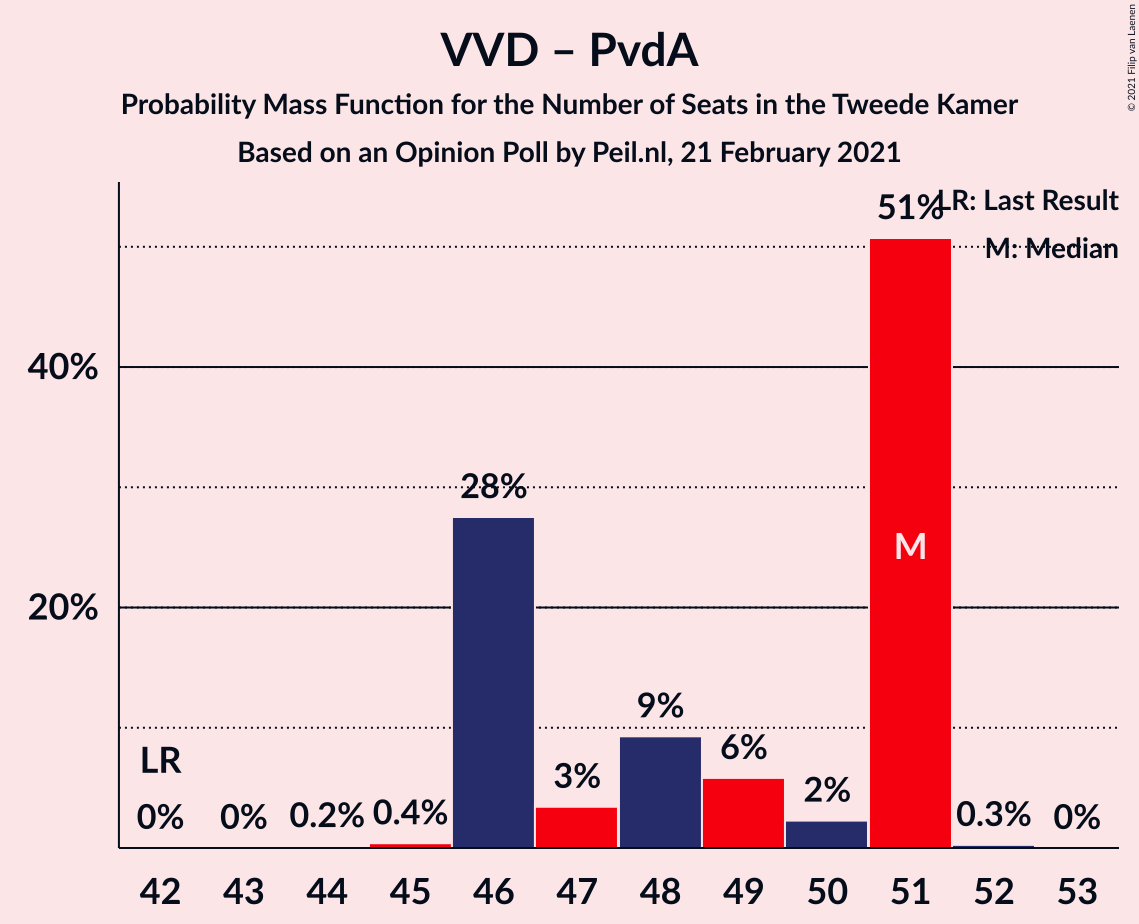 VVD – PvdA
Probability Mass Function for the Number of Seats in the Tweede Kamer
Based on an Opinion Poll by Peil.nl, 21 February 2021
© 2021 Filip van Laenen
LR: Last Result
M: Median
51%
40%
28%
M
20%
9%
6%
LR
3%
2%
0% 0% 0.2% 0.4% 0.3% 0%
42 43 44 45 46 47 48 49 50 51 52 53